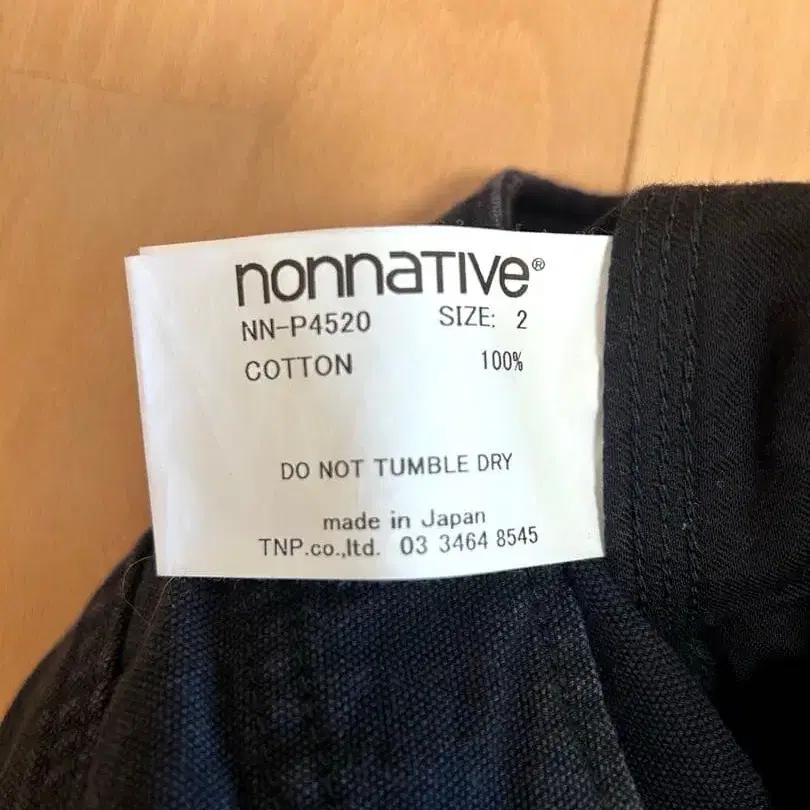 nonnaTIVe®
NN-P4520 SIZE: 2
COTTON 100%
DO NOT TUMBLE DRY
made in Japan
TNP.co.,ltd. 03 3464 8545